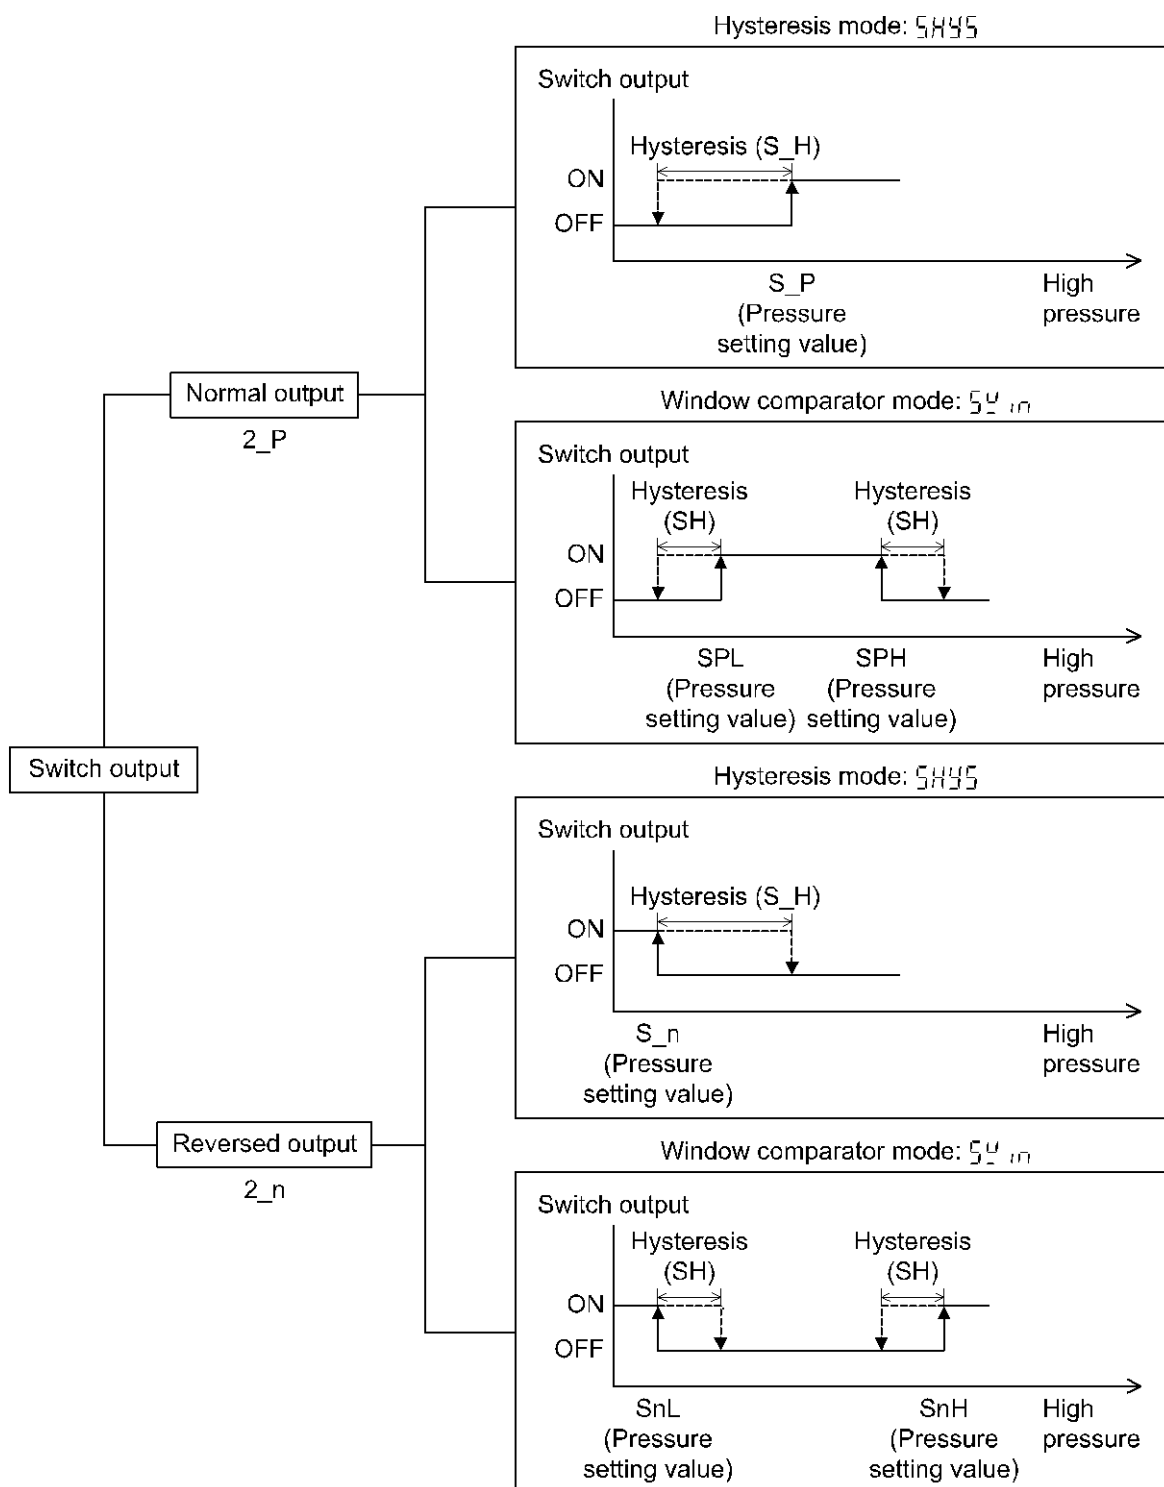 Hysteresis mode: SHYS
Switch output
Hysteresis (S_H)
ON
OFF
S_P
(Pressure
setting value)
High
pressure
Normal output
2_P
Window comparator mode: Swin
Switch output
Hysteresis
(SH)
Hysteresis
(SH)
ON
OFF
SPL
(Pressure
setting value)
SPH
(Pressure
setting value)
High
pressure
Switch output
Hysteresis mode: SHYS
Switch output
Hysteresis (S_H)
ON
OFF
S_n
(Pressure
setting value)
High
pressure
Reversed output
2_n
Window comparator mode: Swin
Switch output
Hysteresis
(SH)
Hysteresis
(SH)
ON
OFF
SnL
(Pressure
setting value)
SnH
(Pressure
setting value)
High
pressure